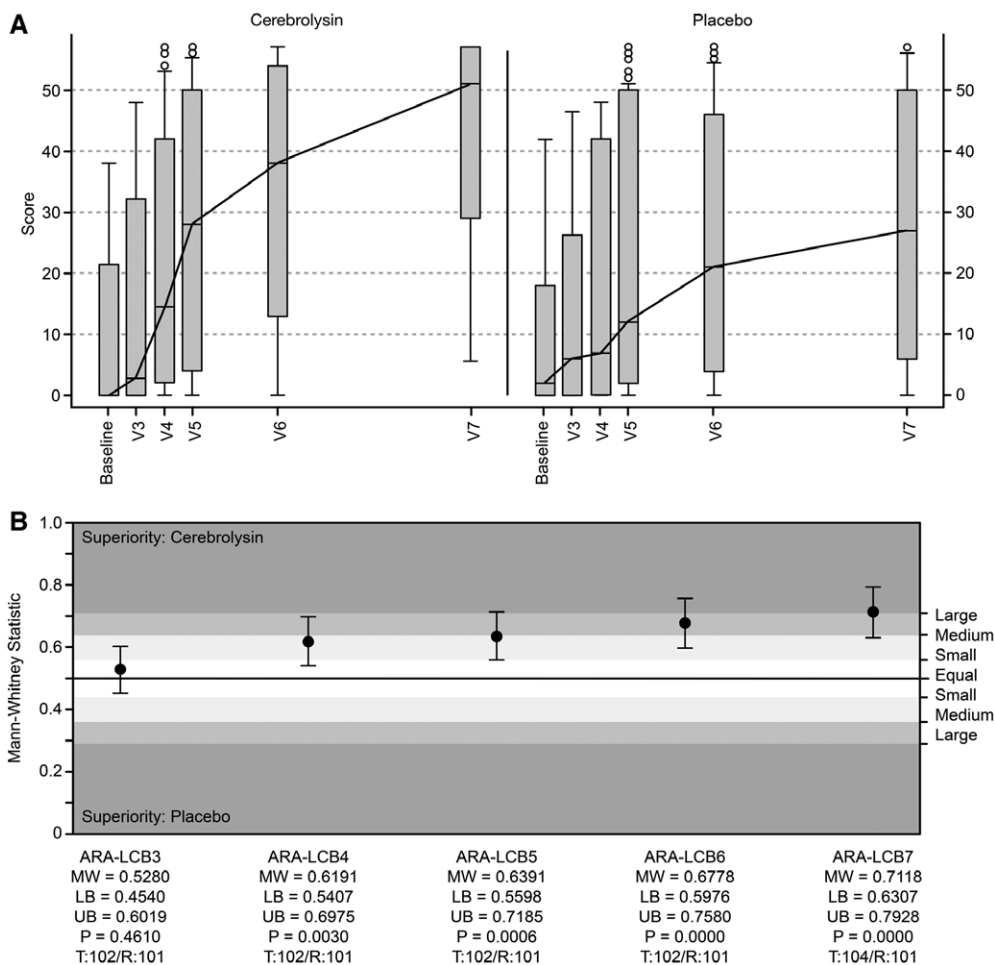 A
Cerebrolysin
Placebo
Score
50
40
30
20
10
0
50
40
30
20
10
0
Baseline
V3
V4
V5
V6
V7
Baseline
V3
V4
V5
V6
V7
B
Mann-Whitney Statistic
1.0
0.8
0.6
0.4
0.2
0
Superiority: Cerebrolysin
Superiority: Placebo
Large
Medium
Small
Equal
Small
Medium
Large
ARA-LCB3
MW = 0.5280
LB = 0.4540
UB = 0.6019
P = 0.4610
T:102/R:101
ARA-LCB4
MW = 0.6191
LB = 0.5407
UB = 0.6975
P = 0.0030
T:102/R:101
ARA-LCB5
MW = 0.6391
LB = 0.5598
UB = 0.7185
P = 0.0006
T:102/R:101
ARA-LCB6
MW = 0.6778
LB = 0.5976
UB = 0.7580
P = 0.0000
T:102/R:101
ARA-LCB7
MW = 0.7118
LB = 0.6307
UB = 0.7928
P = 0.0000
T:104/R:101